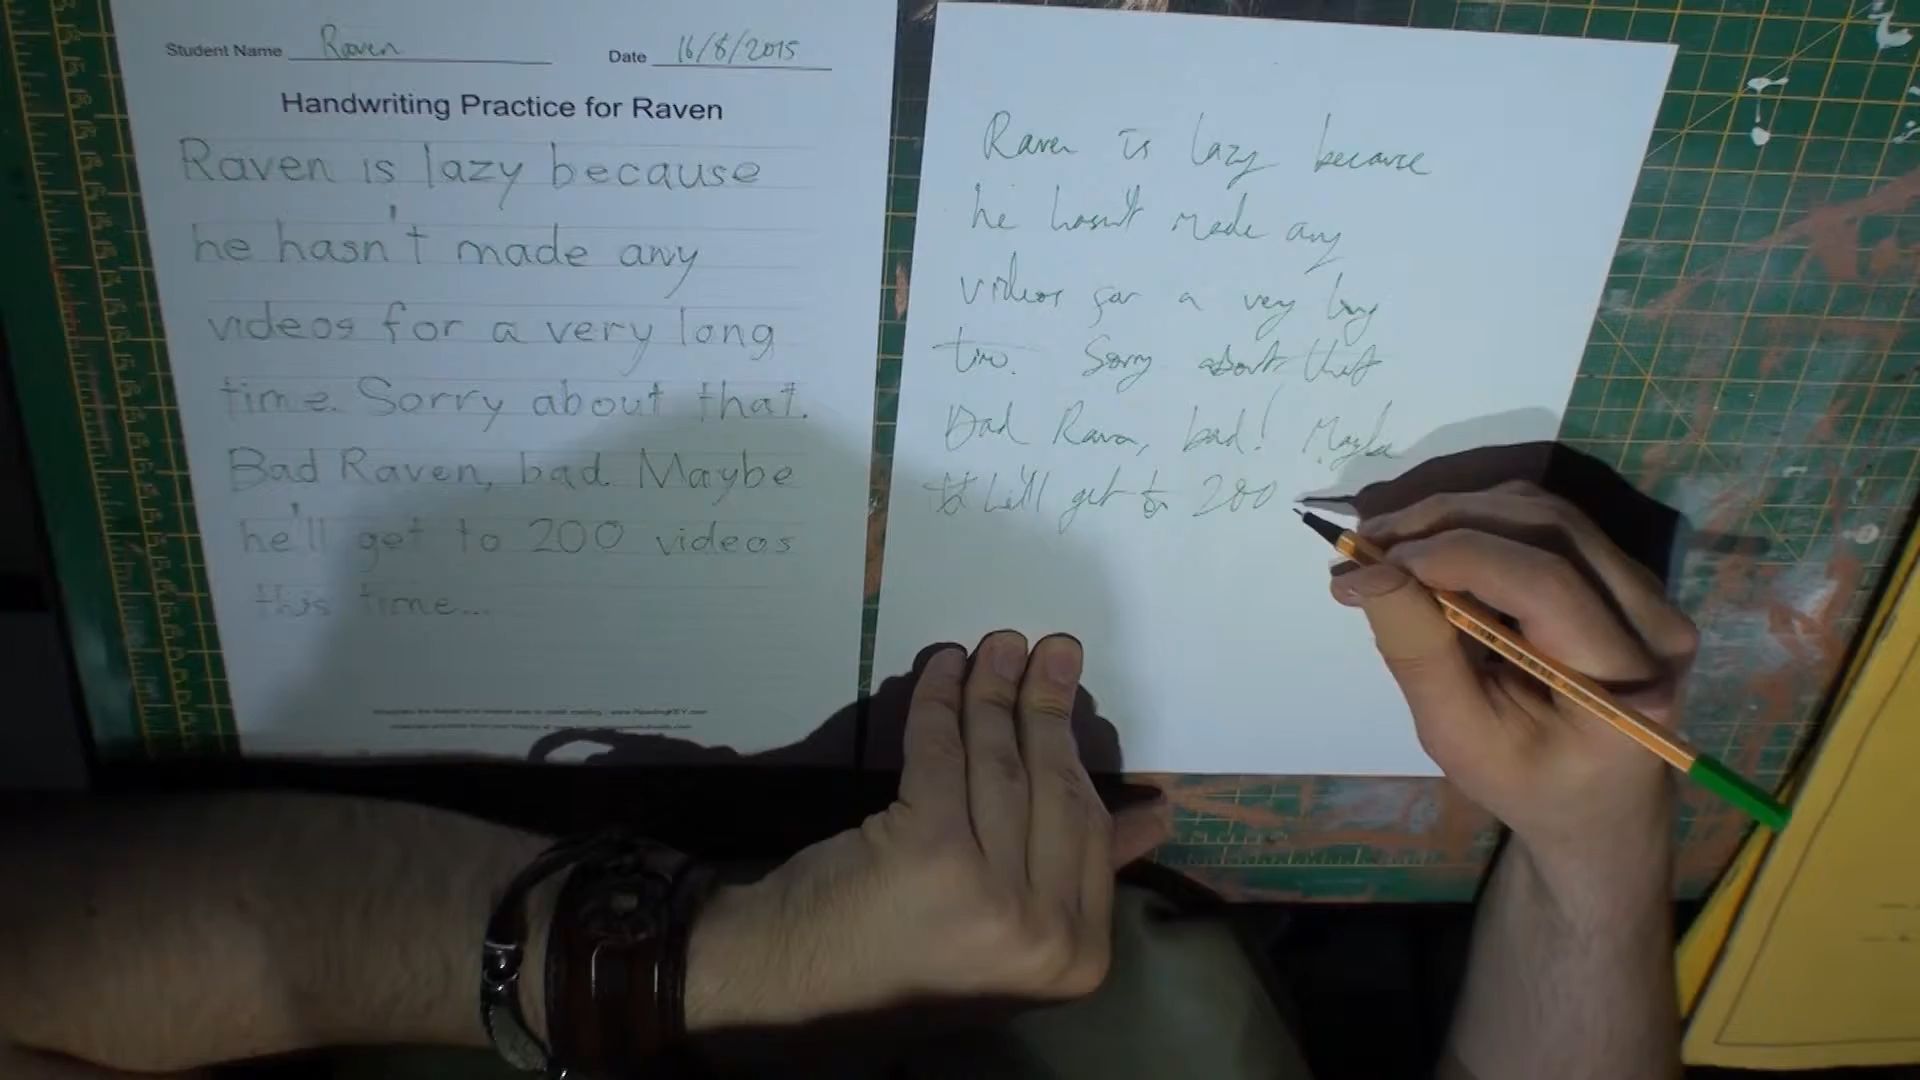 Student Name Raven Date 16/8/2015
Handwriting Practice for Raven
Raven is lazy because
he hasn't made any
videos for a very long
time. Sorry about that.
Bad Raven, bad. Maybe
he'll get to 200 videos
this time...
Raven is lazy because
he hasn't made any
videos for a very long
time. Sorry about that
Bad Raven, bad! Maybe
he'll get to 200